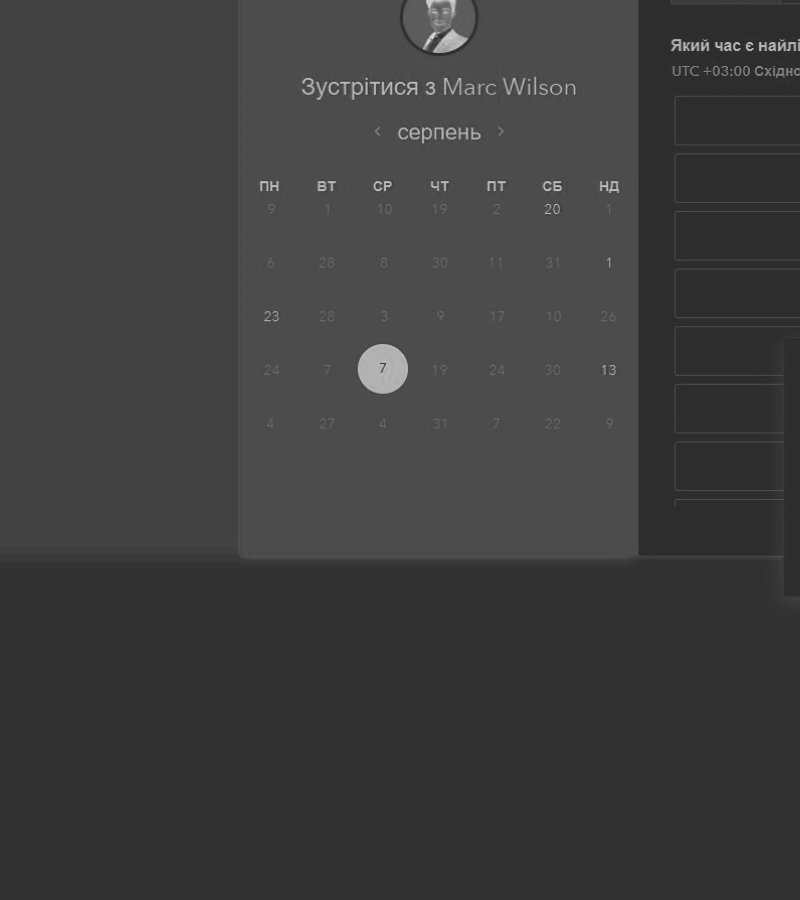 Зустрітися з Marc Wilson
‹ серпень ›
ПН ВТ СР ЧТ ПТ СБ НД
9 1 10 19 2 20 1
6 28 8 30 11 31 1
23 28 3 9 17 10 26
24 7 7 19 24 30 13
4 27 4 31 7 22 9
Який час є найлі
UTC +03:00 Східно